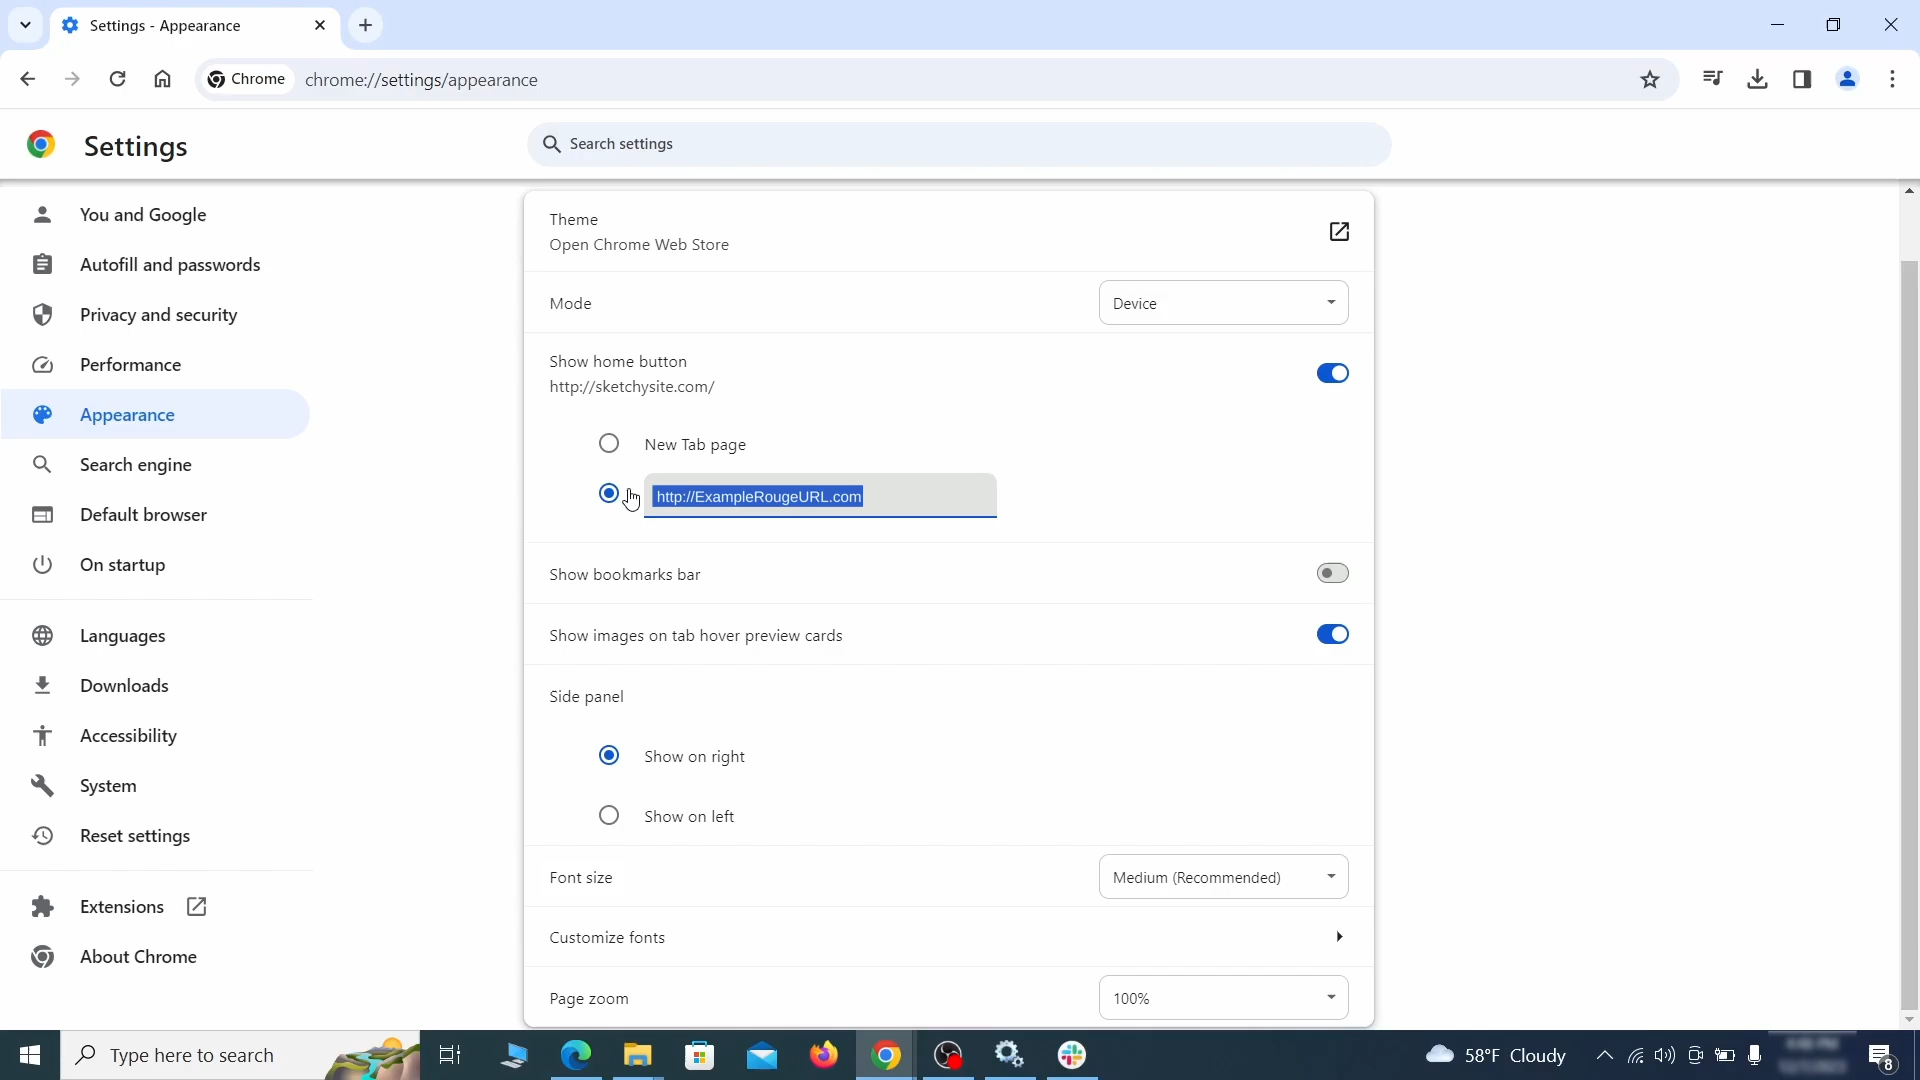 Settings - Appearance
Chrome
chrome://settings/appearance
Settings
Search settings
You and Google
Autofill and passwords
Privacy and security
Performance
Appearance
Search engine
Default browser
On startup
Languages
Downloads
Accessibility
System
Reset settings
Extensions
About Chrome
Theme
Open Chrome Web Store
Mode
Device
Show home button
http://sketchysite.com/
New Tab page
http://ExampleRougeURL.com
Show bookmarks bar
Show images on tab hover preview cards
Side panel
Show on right
Show on left
Font size
Medium (Recommended)
Customize fonts
Page zoom
100%
Type here to search
58°F Cloudy
8